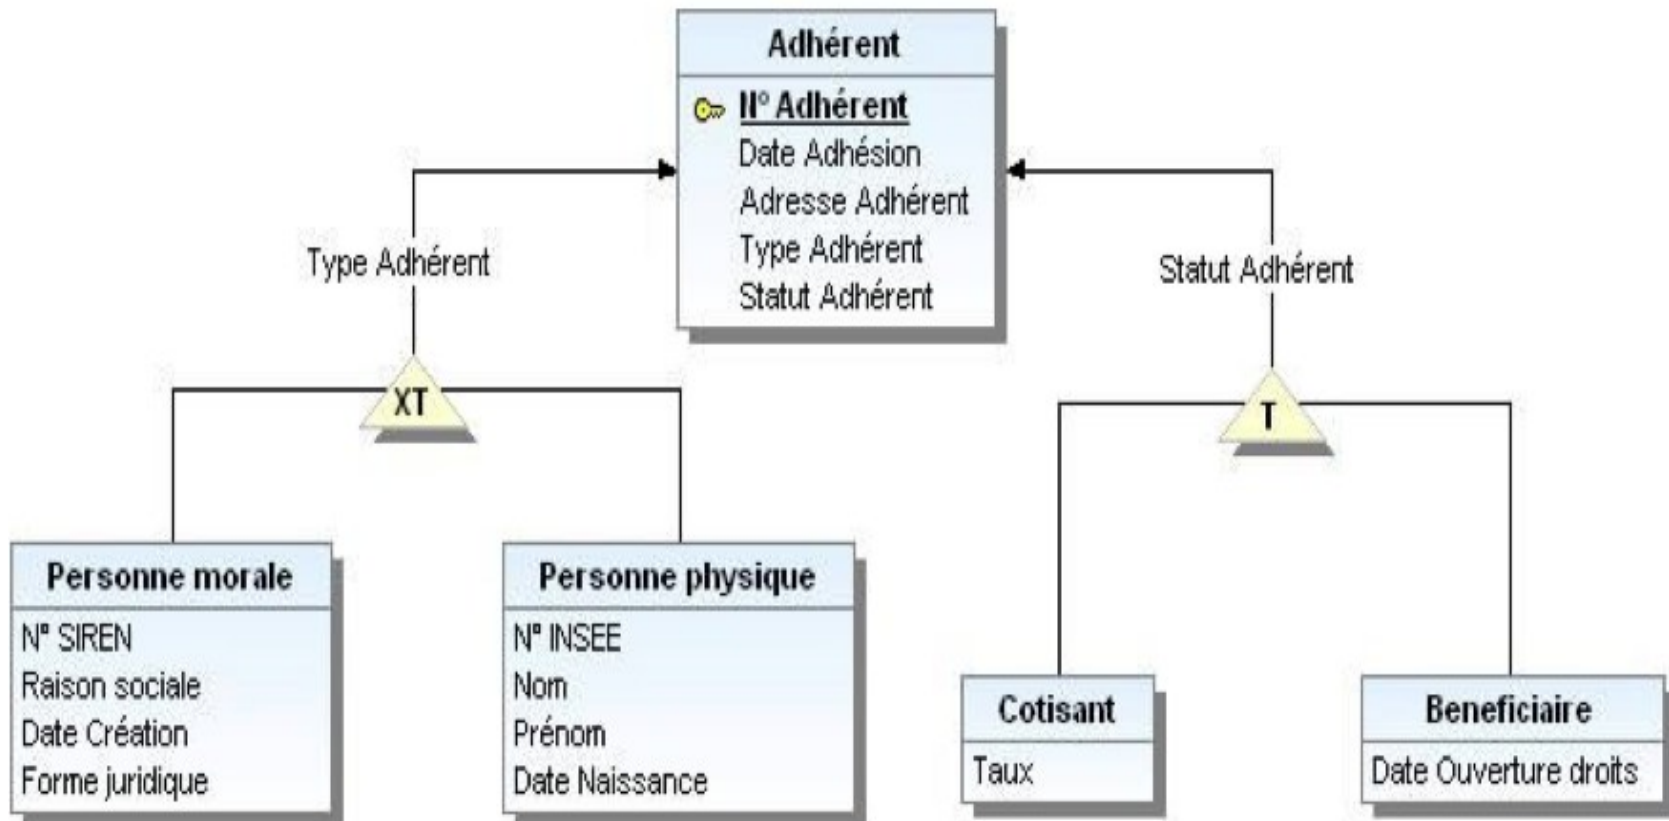 Adhérent
N° Adhérent
Date Adhésion
Adresse Adhérent
Type Adhérent
Statut Adhérent
Type Adhérent
Statut Adhérent
XT
T
Personne morale
N° SIREN
Raison sociale
Date Création
Forme juridique
Personne physique
N° INSEE
Nom
Prénom
Date Naissance
Cotisant
Taux
Beneficiaire
Date Ouverture droits